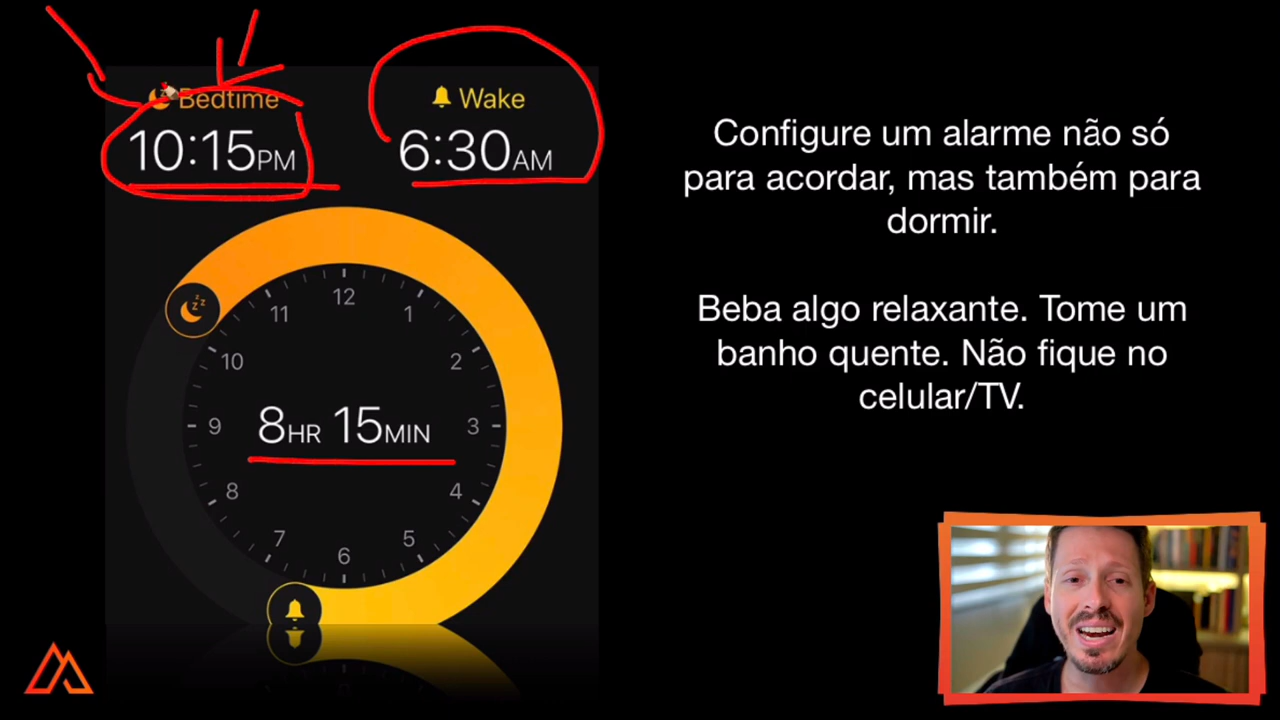 Bedtime
10:15PM
Wake
6:30AM
12
11
1
10
2
8HR 15MIN
9
3
8
4
7
5
6
Configure um alarme não só
para acordar, mas também para
dormir.
Beba algo relaxante. Tome um
banho quente. Não fique no
celular/TV.